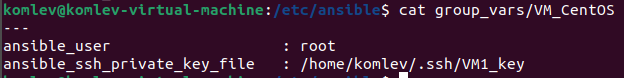 komlev@komlev-virtual-machine:/etc/ansible$ cat group_vars/VM_CentOS
---
ansible_user                 : root
ansible_ssh_private_key_file : /home/komlev/.ssh/VM1_key